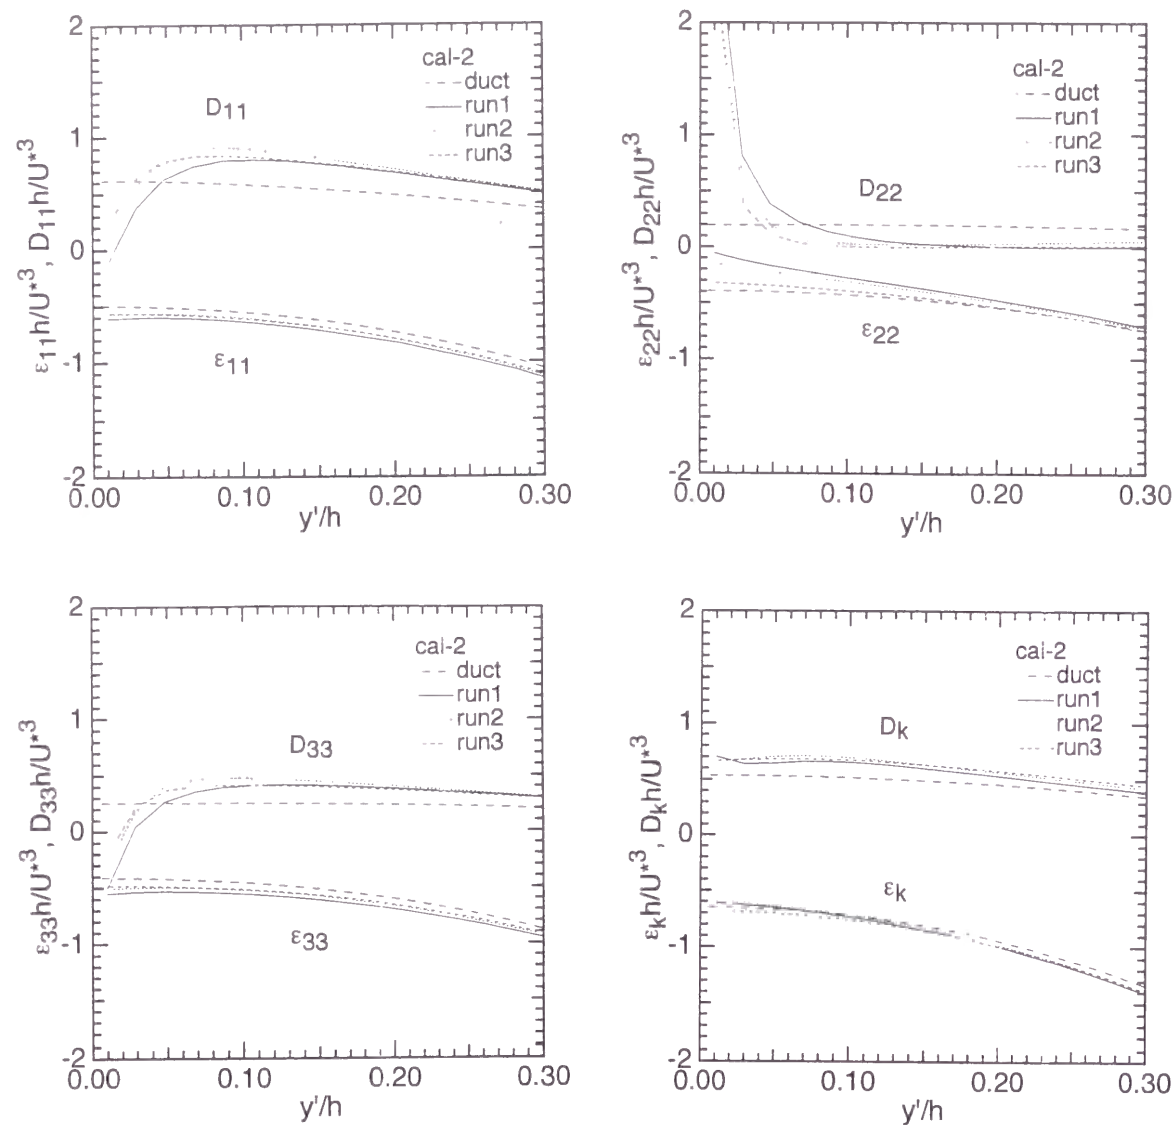 2
1
0
-1
-2
0.00 0.10 0.20 0.30
y'/h
ε11h/U*3 , D11h/U*3
cal-2
duct
run1
run2
run3
D11
ε11
2
1
0
-1
-2
0.00 0.10 0.20 0.30
y'/h
ε22h/U*3 , D22h/U*3
cal-2
duct
run1
run2
run3
D22
ε22
2
1
0
-1
-2
0.00 0.10 0.20 0.30
y'/h
ε33h/U*3 , D33h/U*3
cal-2
duct
run1
run2
run3
D33
ε33
2
1
0
-1
-2
0.00 0.10 0.20 0.30
y'/h
εkh/U*3 , Dkh/U*3
cal-2
duct
run1
run2
run3
Dk
εk